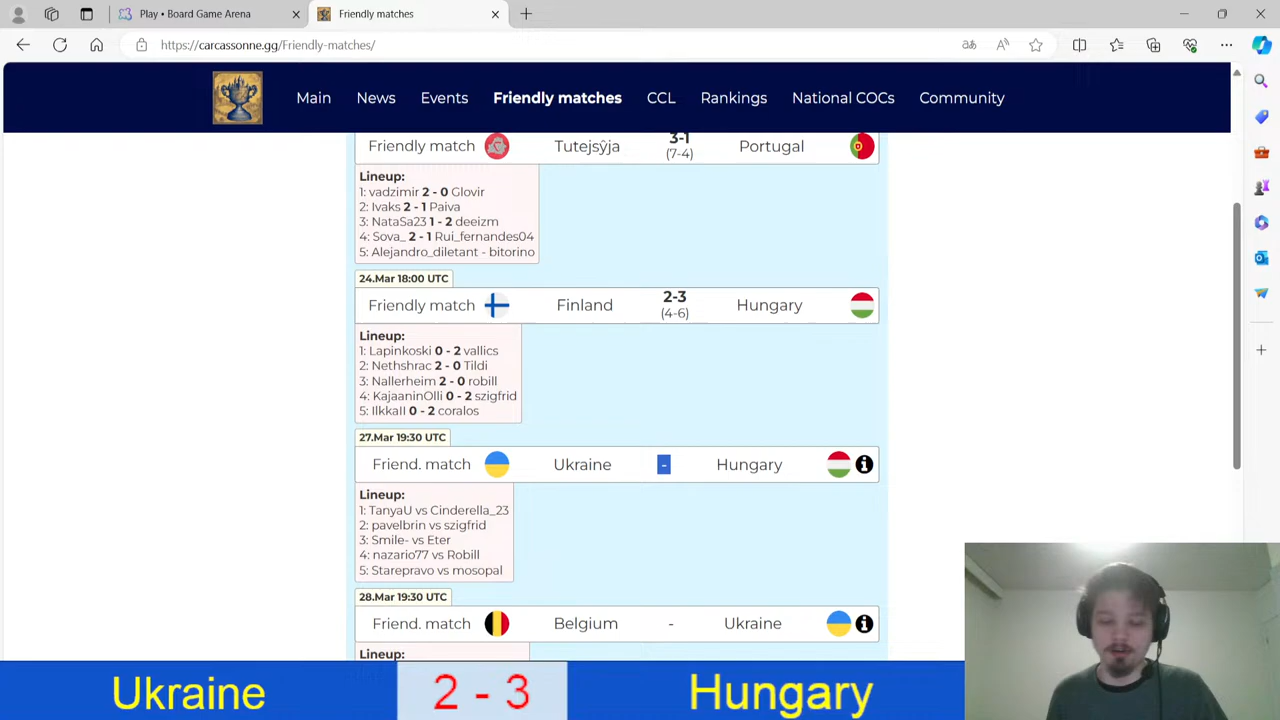 Play • Board Game Arena
Friendly matches
https://carcassonne.gg/Friendly-matches/
Main
News
Events
Friendly matches
CCL
Rankings
National COCs
Community
Friendly match Tutejsŷja 3-1 Portugal
(7-4)
Lineup:
1: vadzimir 2 - 0 Glovir
2: Ivaks 2 - 1 Paiva
3: NataSa23 1 - 2 deeizm
4: Sova_ 2 - 1 Rui_fernandes04
5: Alejandro_diletant - bitorino
24.Mar 18:00 UTC
Friendly match Finland 2-3 Hungary
(4-6)
Lineup:
1: Lapinkoski 0 - 2 vallics
2: Nethshrac 2 - 0 Tildi
3: Nallerheim 2 - 0 robill
4: KajaaninOlli 0 - 2 szigfrid
5: IlkkaII 0 - 2 coralos
27.Mar 19:30 UTC
Friend. match Ukraine - Hungary
Lineup:
1: TanyaU vs Cinderella_23
2: pavelbrin vs szigfrid
3: Smile- vs Eter
4: nazario77 vs Robill
5: Starepravo vs mosopal
28.Mar 19:30 UTC
Friend. match Belgium - Ukraine
Lineup:
Ukraine 2 - 3 Hungary